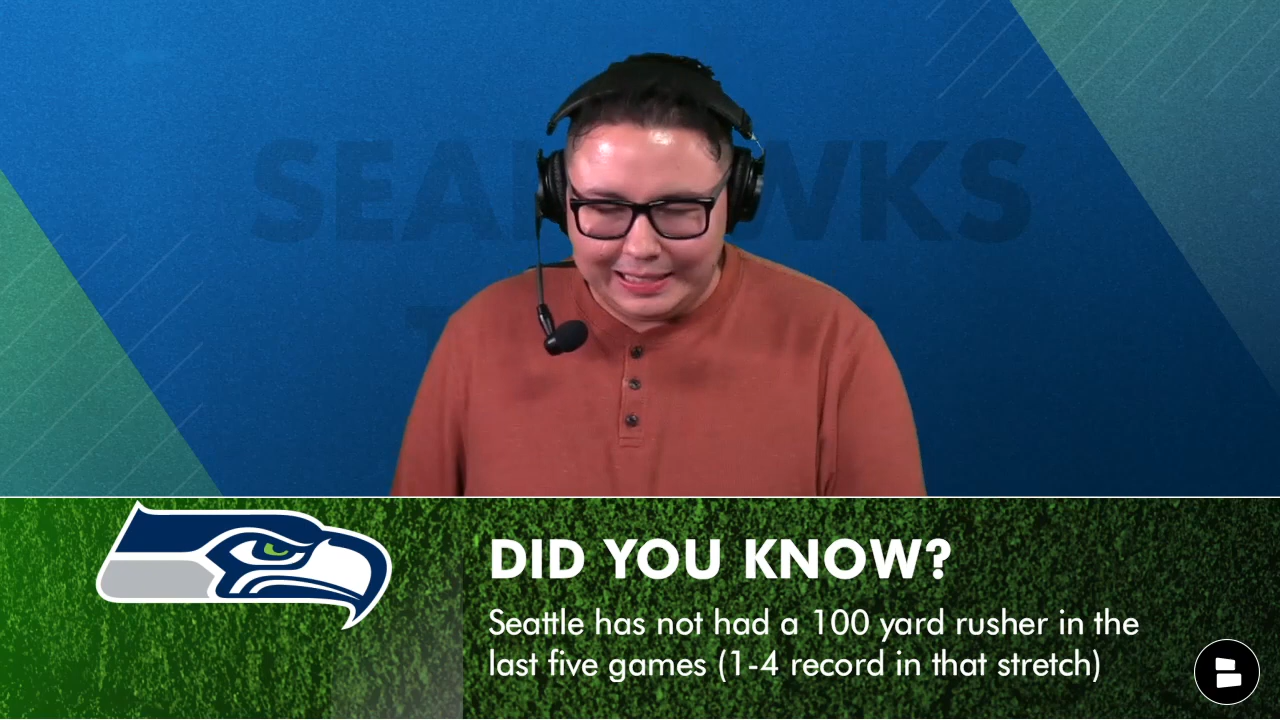 SEAHAWKS
DID YOU KNOW?
Seattle has not had a 100 yard rusher in the
last five games (1-4 record in that stretch)